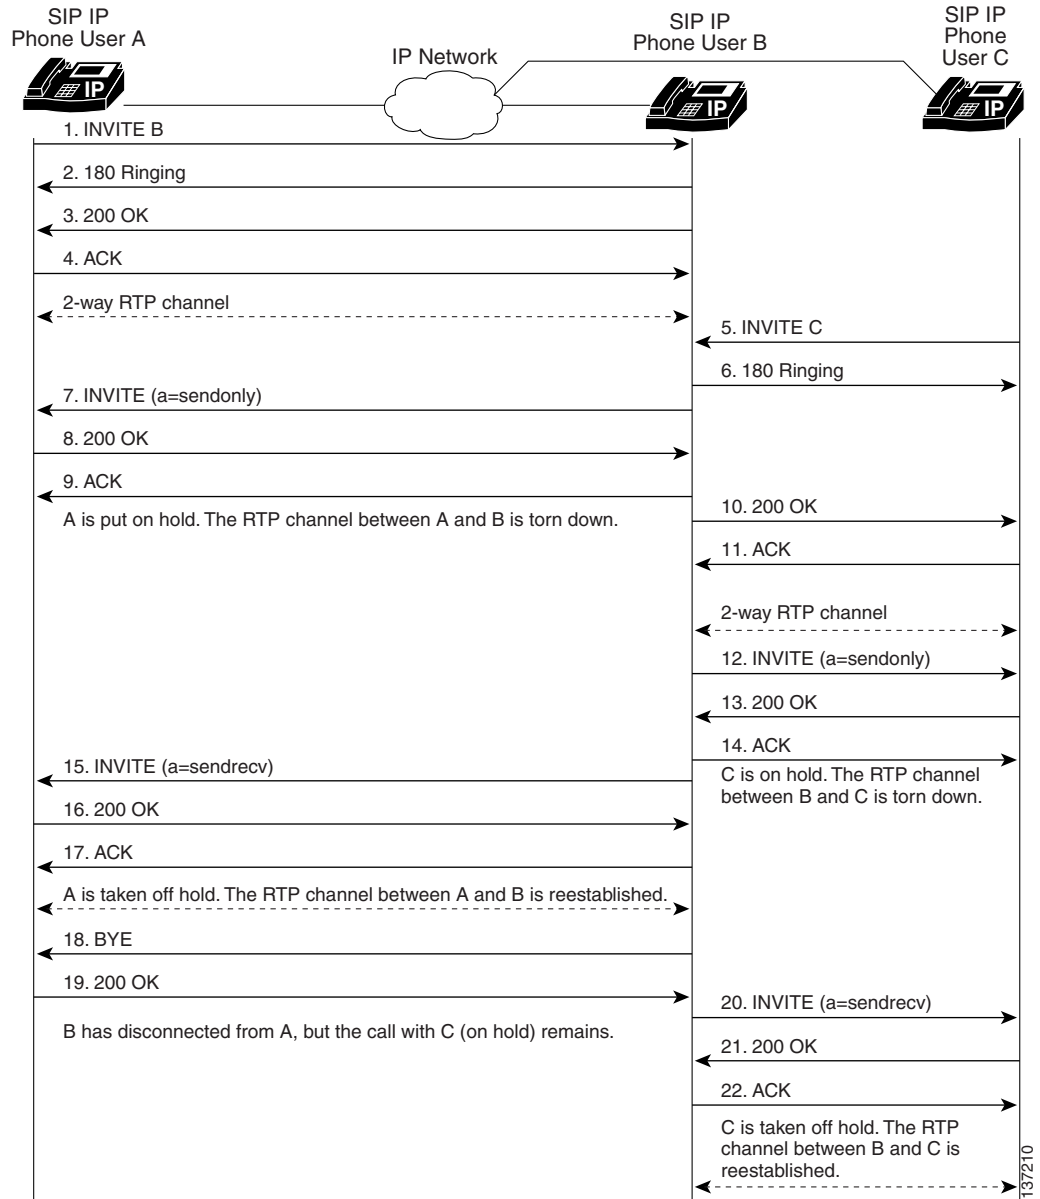 SIP IP
Phone User A
IP Network
SIP IP
Phone User B
SIP IP
Phone
User C
IP
IP
IP
1. INVITE B
2. 180 Ringing
3. 200 OK
4. ACK
2-way RTP channel
5. INVITE C
6. 180 Ringing
7. INVITE (a=sendonly)
8. 200 OK
9. ACK
A is put on hold. The RTP channel between A and B is torn down.
10. 200 OK
11. ACK
2-way RTP channel
12. INVITE (a=sendonly)
13. 200 OK
14. ACK
C is on hold. The RTP channel
between B and C is torn down.
15. INVITE (a=sendrecv)
16. 200 OK
17. ACK
A is taken off hold. The RTP channel between A and B is reestablished.
18. BYE
19. 200 OK
B has disconnected from A, but the call with C (on hold) remains.
20. INVITE (a=sendrecv)
21. 200 OK
22. ACK
C is taken off hold. The RTP
channel between B and C is
reestablished.
137210